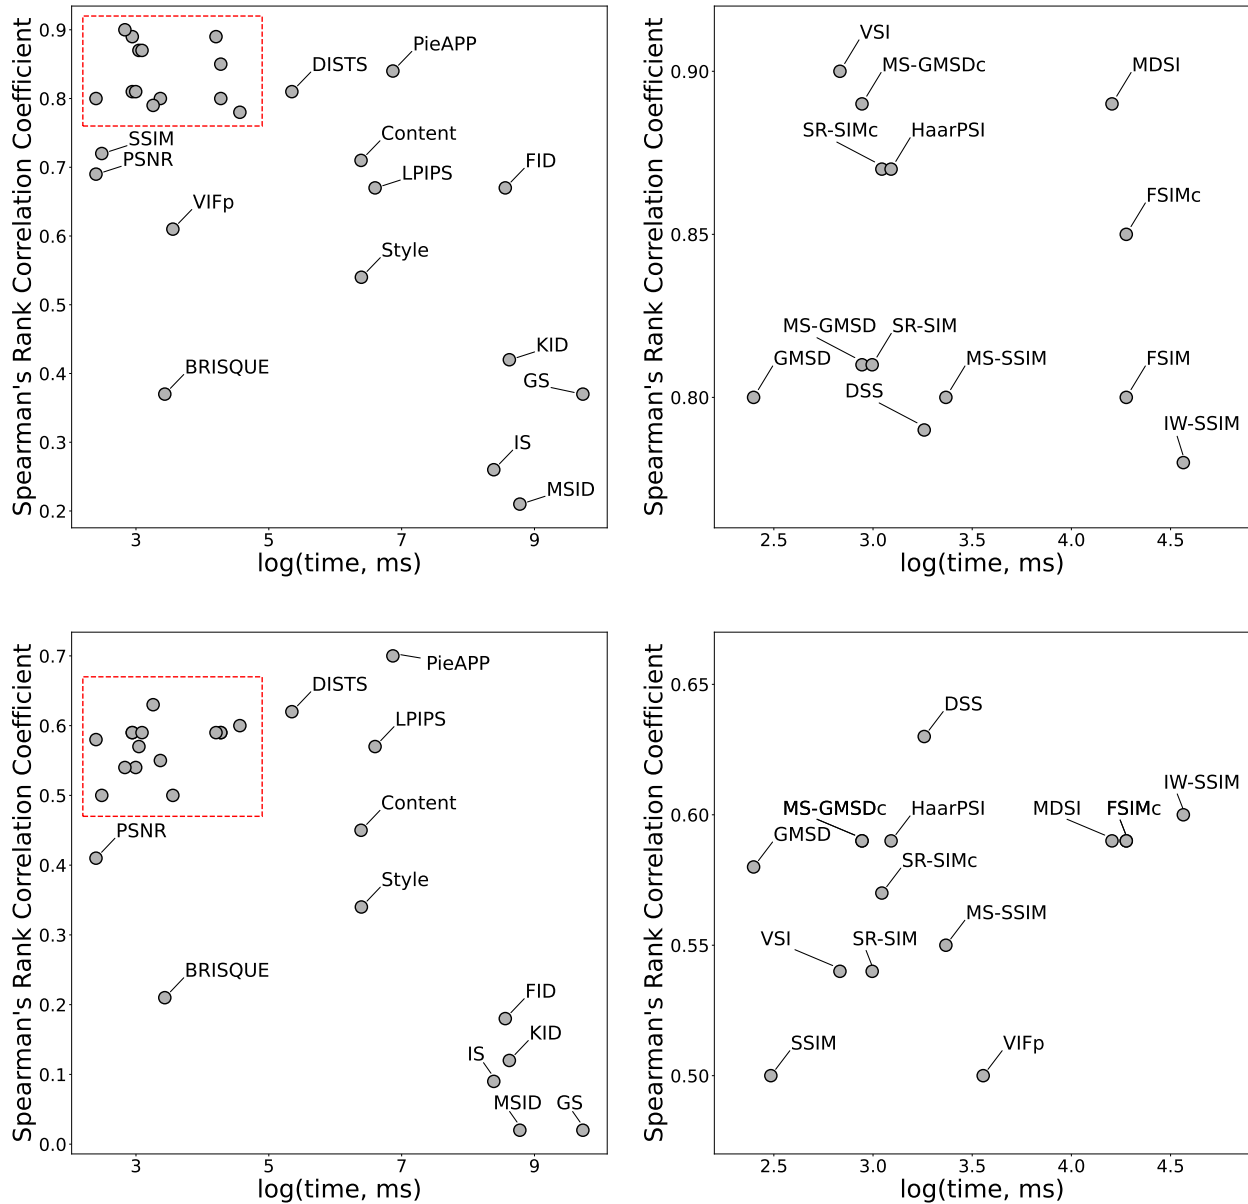 Spearman's Rank Correlation Coefficient
0.9
0.8
0.7
0.6
0.5
0.4
0.3
0.2
PieAPP
DISTS
SSIM
Content
PSNR
LPIPS
FID
VIFp
Style
KID
BRISQUE
GS
IS
MSID
3
5
7
9
log(time, ms)
Spearman's Rank Correlation Coefficient
0.90
0.85
0.80
VSI
MS-GMSDc
MDSI
SR-SIMc
HaarPSI
FSIMc
MS-GMSD
SR-SIM
GMSD
MS-SSIM
FSIM
DSS
IW-SSIM
2.5
3.0
3.5
4.0
4.5
log(time, ms)
Spearman's Rank Correlation Coefficient
0.7
0.6
0.5
0.4
0.3
0.2
0.1
0.0
PieAPP
DISTS
LPIPS
Content
PSNR
Style
BRISQUE
FID
KID
IS
MSID
GS
3
5
7
9
log(time, ms)
Spearman's Rank Correlation Coefficient
0.65
0.60
0.55
0.50
DSS
IW-SSIM
MS-GMSDc
HaarPSI
MDSI
FSIMc
GMSD
SR-SIMc
MS-SSIM
VSI
SR-SIM
SSIM
VIFp
2.5
3.0
3.5
4.0
4.5
log(time, ms)